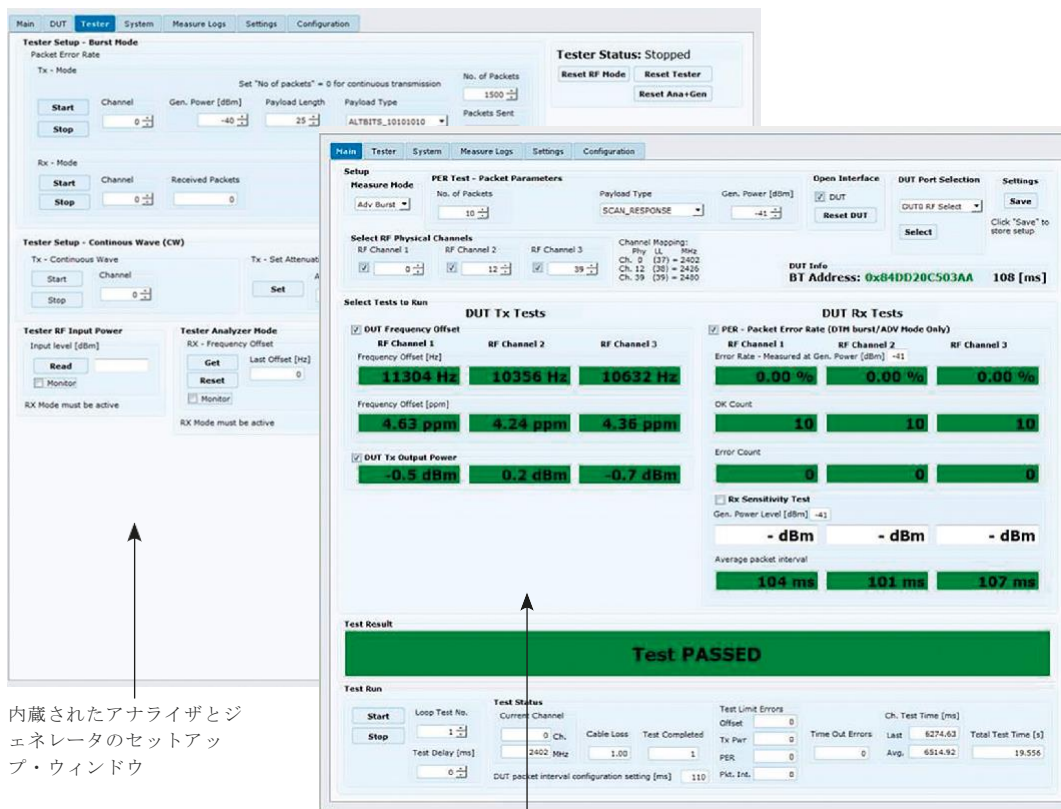 Main DUT Tester System Measure Logs Settings Configuration
Tester Setup - Burst Mode
Packet Error Rate
Tx - Mode
Set "No of packets" = 0 for continuous transmission
No. of Packets
1500
Start
Channel
0
Gen. Power [dBm]
-40
Payload Length
25
Payload Type
ALTBITS_10101010
Packets Sent
Stop
Rx - Mode
Start
Channel
0
Received Packets
0
Stop
Tester Status: Stopped
Reset RF Mode Reset Tester
Reset Ana+Gen
Tester Setup - Continous Wave (CW)
Tx - Continuous Wave
Start
Channel
0
Stop
Tx - Set Attenuat
A
Set
Tester RF Input Power
Input level [dBm]
Read
Monitor
RX Mode must be active
Tester Analyzer Mode
RX - Frequency Offset
Get
Last Offset [Hz]
0
Reset
Monitor
RX Mode must be active
Main Tester System Measure Logs Settings Configuration
Setup
Measure Mode
Adv Burst
PER Test - Packet Parameters
No. of Packets
10
Payload Type
SCAN_RESPONSE
Gen. Power [dBm]
-41
Open Interface
DUT
Reset DUT
DUT Port Selection
DUT0 RF Select
Select
Settings
Save
Click "Save" to
store setup
Select RF Physical Channels
RF Channel 1 RF Channel 2 RF Channel 3
0 12 39
Channel Mapping:
Phy LL MHz
Ch. 0 (37) = 2402
Ch. 12 (38) = 2426
Ch. 39 (39) = 2480
DUT Info
BT Address: 0x84DD20C503AA 108 [ms]
Select Tests to Run
DUT Tx Tests
DUT Frequency Offset
RF Channel 1 RF Channel 2 RF Channel 3
Frequency Offset [Hz]
11304 Hz 10356 Hz 10632 Hz
Frequency Offset [ppm]
4.63 ppm 4.24 ppm 4.36 ppm
DUT Tx Output Power
-0.5 dBm 0.2 dBm -0.7 dBm
DUT Rx Tests
PER - Packet Error Rate (DTM burst/ADV Mode Only)
RF Channel 1 RF Channel 2 RF Channel 3
Error Rate - Measured at Gen. Power [dBm] -41
0.00 % 0.00 % 0.00 %
OK Count
10 10 10
Error Count
0 0 0
Rx Sensitivity Test
Gen. Power Level [dBm] -41
- dBm - dBm - dBm
Average packet interval
104 ms 101 ms 107 ms
Test Result
Test PASSED
Test Run
Start
Stop
Loop Test No.
1
Test Delay [ms]
0
Test Status
Current Channel
0 Ch.
2402 MHz
Cable Loss
1.00
Test Completed
1
DUT packet interval configuration setting [ms] 110
Test Limit Errors
Offset 0
Tx Pwr 0
PER 0
Pkt. Int. 0
Time Out Errors
0
Ch. Test Time [ms]
Last 6274.63
Avg. 6514.92
Total Test Time [s]
19.556
内蔵されたアナライザとジ
ェネレータのセットアッ
プ・ウィンドウ